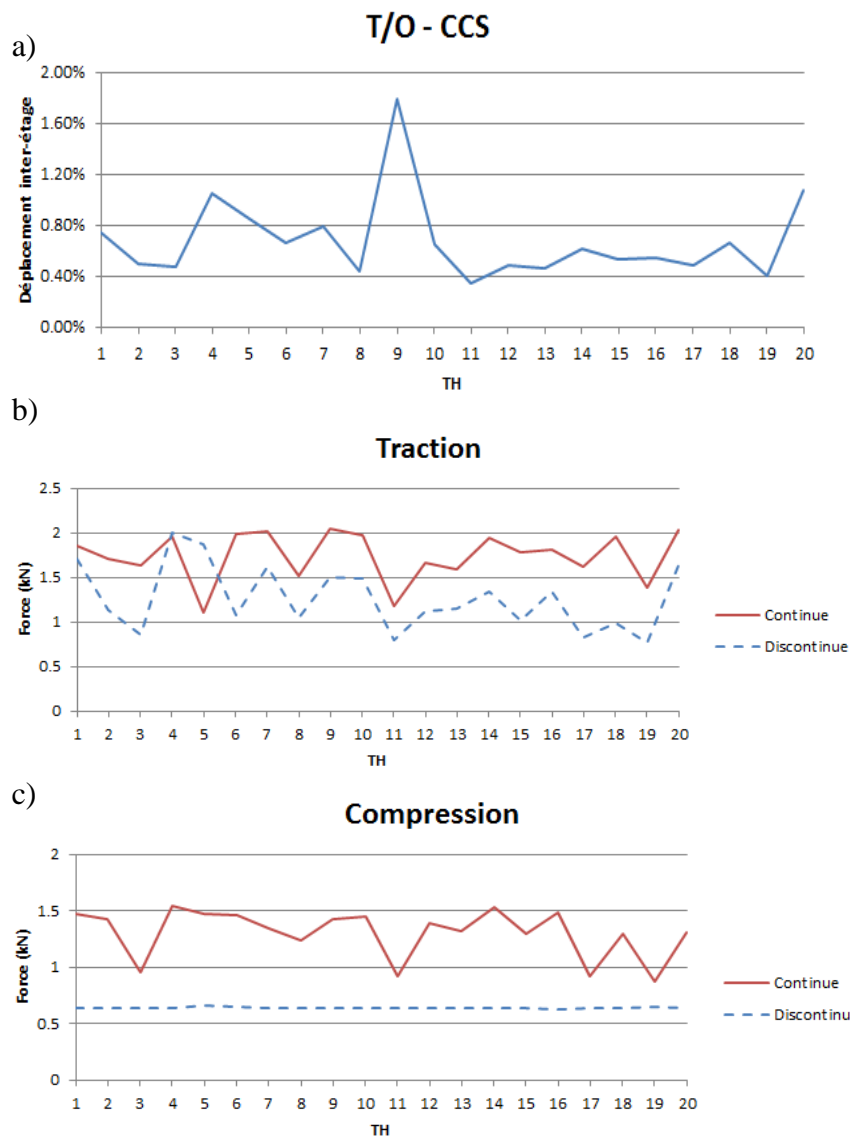 T/O - CCS
a)
Déplacement inter-étage
2.00%
1.60%
1.20%
0.80%
0.40%
0.00%
1 2 3 4 5 6 7 8 9 10 11 12 13 14 15 16 17 18 19 20
TH
b)
Traction
Force (kN)
2.5
2
1.5
1
0.5
0
Continue
Discontinue
1 2 3 4 5 6 7 8 9 10 11 12 13 14 15 16 17 18 19 20
TH
c)
Compression
Force (kN)
2
1.5
1
0.5
0
Continue
Discontinu
1 2 3 4 5 6 7 8 9 10 11 12 13 14 15 16 17 18 19 20
TH